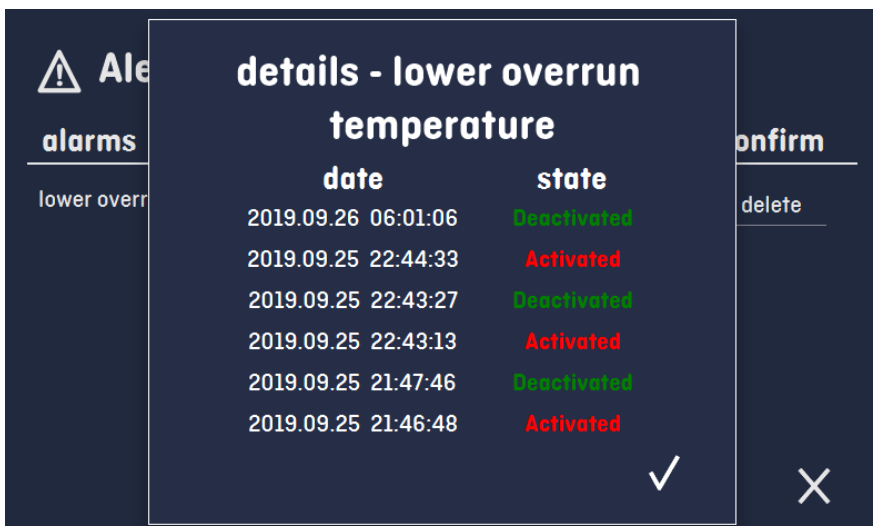 Ale
details - lower overrun
temperature
alarms
onfirm
date state
lower overr
delete
2019.09.26 06:01:06 Deactivated
2019.09.25 22:44:33 Activated
2019.09.25 22:43:27 Deactivated
2019.09.25 22:43:13 Activated
2019.09.25 21:47:46 Deactivated
2019.09.25 21:46:48 Activated